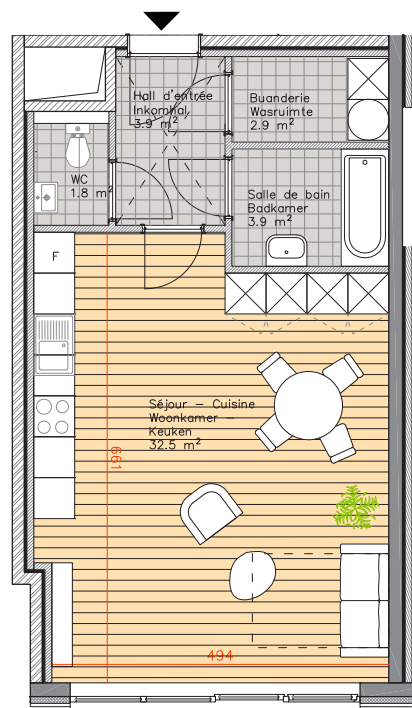 Hall d'entrée
Inkomhal
3.9 m²
Buanderie
Wasruimte
2.9 m²
WC
1.8 m²
Salle de bain
Badkamer
3.9 m²
F
Séjour – Cuisine
Woonkamer –
Keuken
32.5 m²
661
494